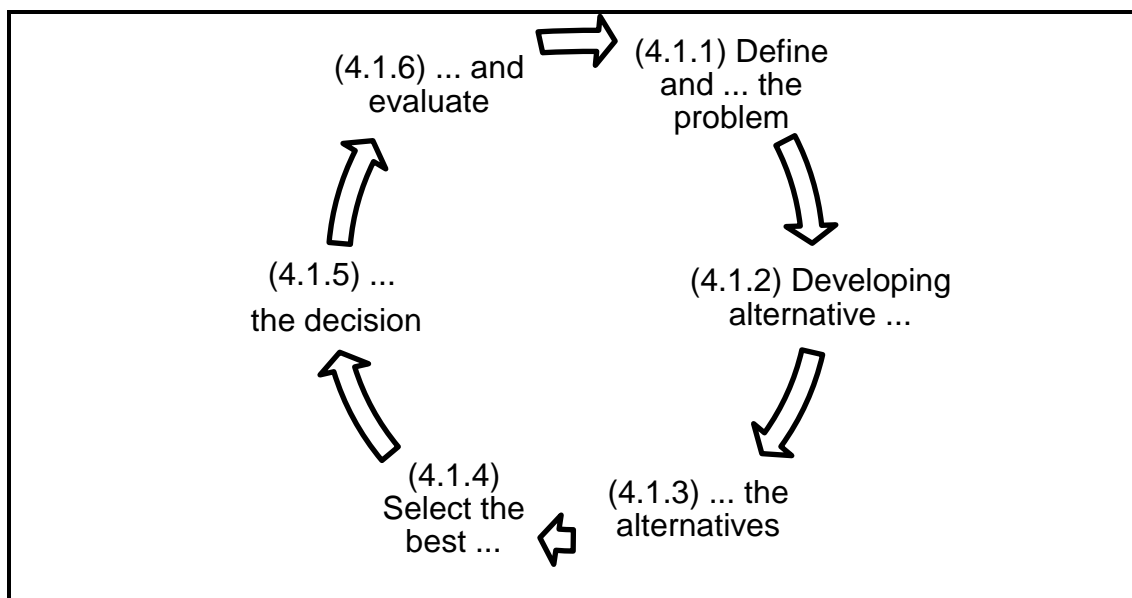 (4.1.1) Define
and ... the
problem
(4.1.2) Developing
alternative ...
(4.1.3) ... the
alternatives
(4.1.4)
Select the
best ...
(4.1.5) ...
the decision
(4.1.6) ... and
evaluate